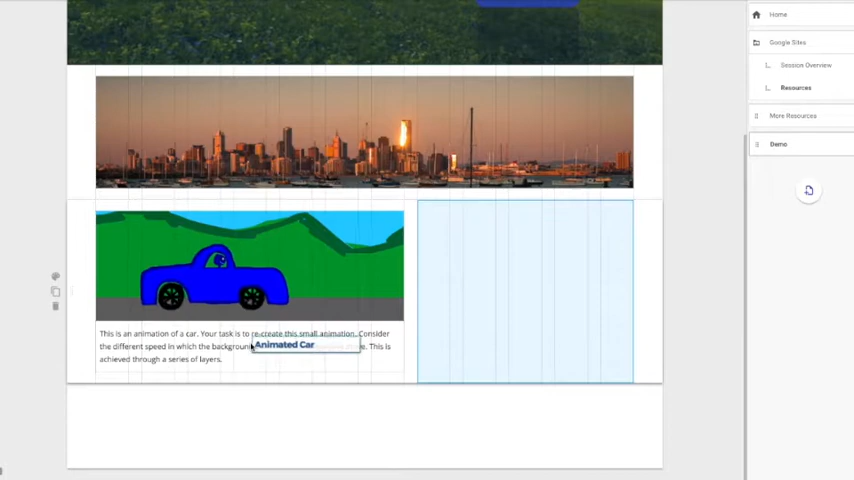 Home
Google Sites
Session Overview
Resources
More Resources
Demo
This is an animation of a car. Your task is to re-create this small animation. Consider
the different speed in which the background
Animated Car
This is
achieved through a series of layers.